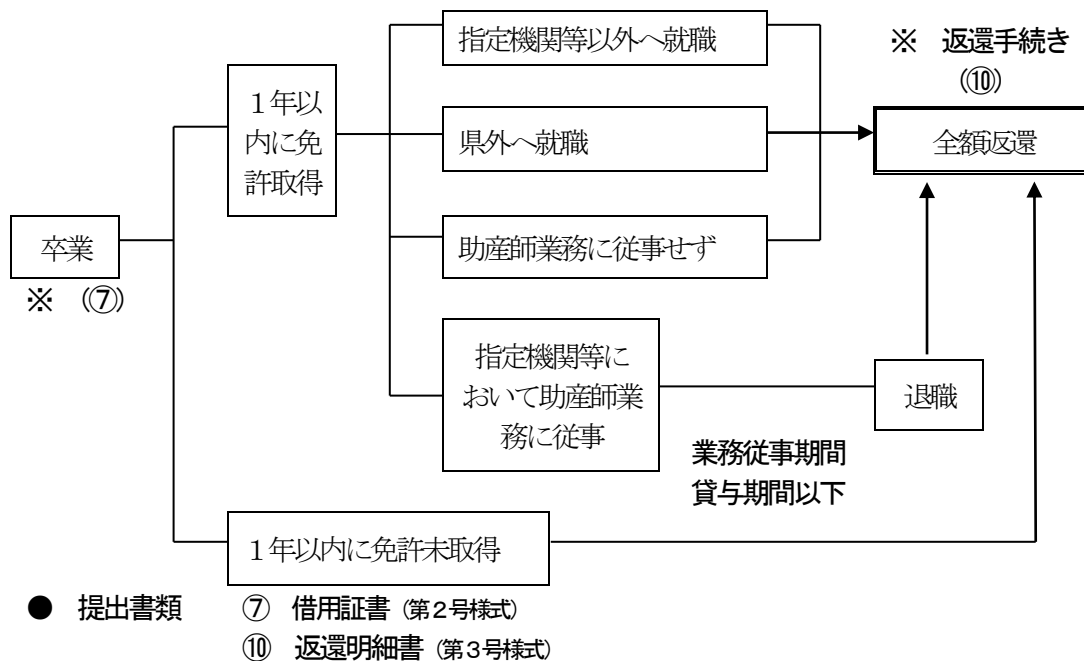 指定機関等以外へ就職
※　返還手続き
（⑩）
１年以
内に免
許取得
県外へ就職
全額返還
卒業
※　（⑦）
助産師業務に従事せず
指定機関等に
おいて助産師業
務に従事
退職
業務従事期間
貸与期間以下
１年以内に免許未取得
●　提出書類　　⑦　借用証書（第２号様式）
⑩　返還明細書（第３号様式）